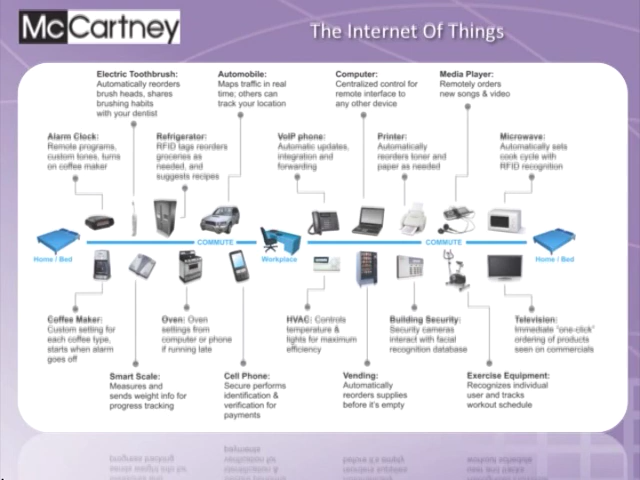 McCartney
The Internet Of Things
Electric Toothbrush:
Automatically reorders
brush heads, shares
brushing habits
with your dentist
Automobile:
Maps traffic in real
time; others can
track your location
Computer:
Centralized control for
remote interface to
any other device
Media Player:
Remotely orders
new songs & video
Alarm Clock:
Remote programs,
custom tones, turns
on coffee maker
Refrigerator:
RFID tags reorders
groceries as
needed, and
suggests recipes
VoIP phone:
Automatic updates,
integration and
forwarding
Printer:
Automatically
reorders toner and
paper as needed
Microwave:
Automatically sets
cook cycle with
RFID recognition
COMMUTE
COMMUTE
Home / Bed
Workplace
Home / Bed
Coffee Maker:
Custom setting for
each coffee type,
starts when alarm
goes off
Oven: Oven
settings from
computer or phone
if running late
HVAC: Controls
temperature &
lights for maximum
efficiency
Building Security:
Security cameras
interact with facial
recognition database
Television:
Immediate "one-click"
ordering of products
seen on commercials
Smart Scale:
Measures and
sends weight info for
progress tracking
Cell Phone:
Secure performs
identification &
verification for
payments
Vending:
Automatically
reorders supplies
before it's empty
Exercise Equipment:
Recognizes individual
user and tracks
workout schedule